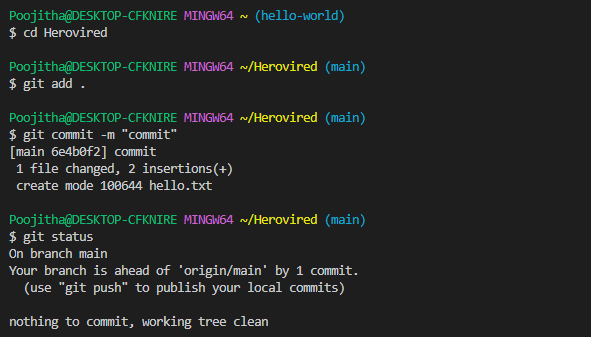 Poojitha@DESKTOP-CFKNIRE MINGW64 ~ (hello-world)
$ cd Herovired
Poojitha@DESKTOP-CFKNIRE MINGW64 ~/Herovired (main)
$ git add .
Poojitha@DESKTOP-CFKNIRE MINGW64 ~/Herovired (main)
$ git commit -m "commit"
[main 6e4b0f2] commit
 1 file changed, 2 insertions(+)
 create mode 100644 hello.txt
Poojitha@DESKTOP-CFKNIRE MINGW64 ~/Herovired (main)
$ git status
On branch main
Your branch is ahead of 'origin/main' by 1 commit.
  (use "git push" to publish your local commits)
nothing to commit, working tree clean